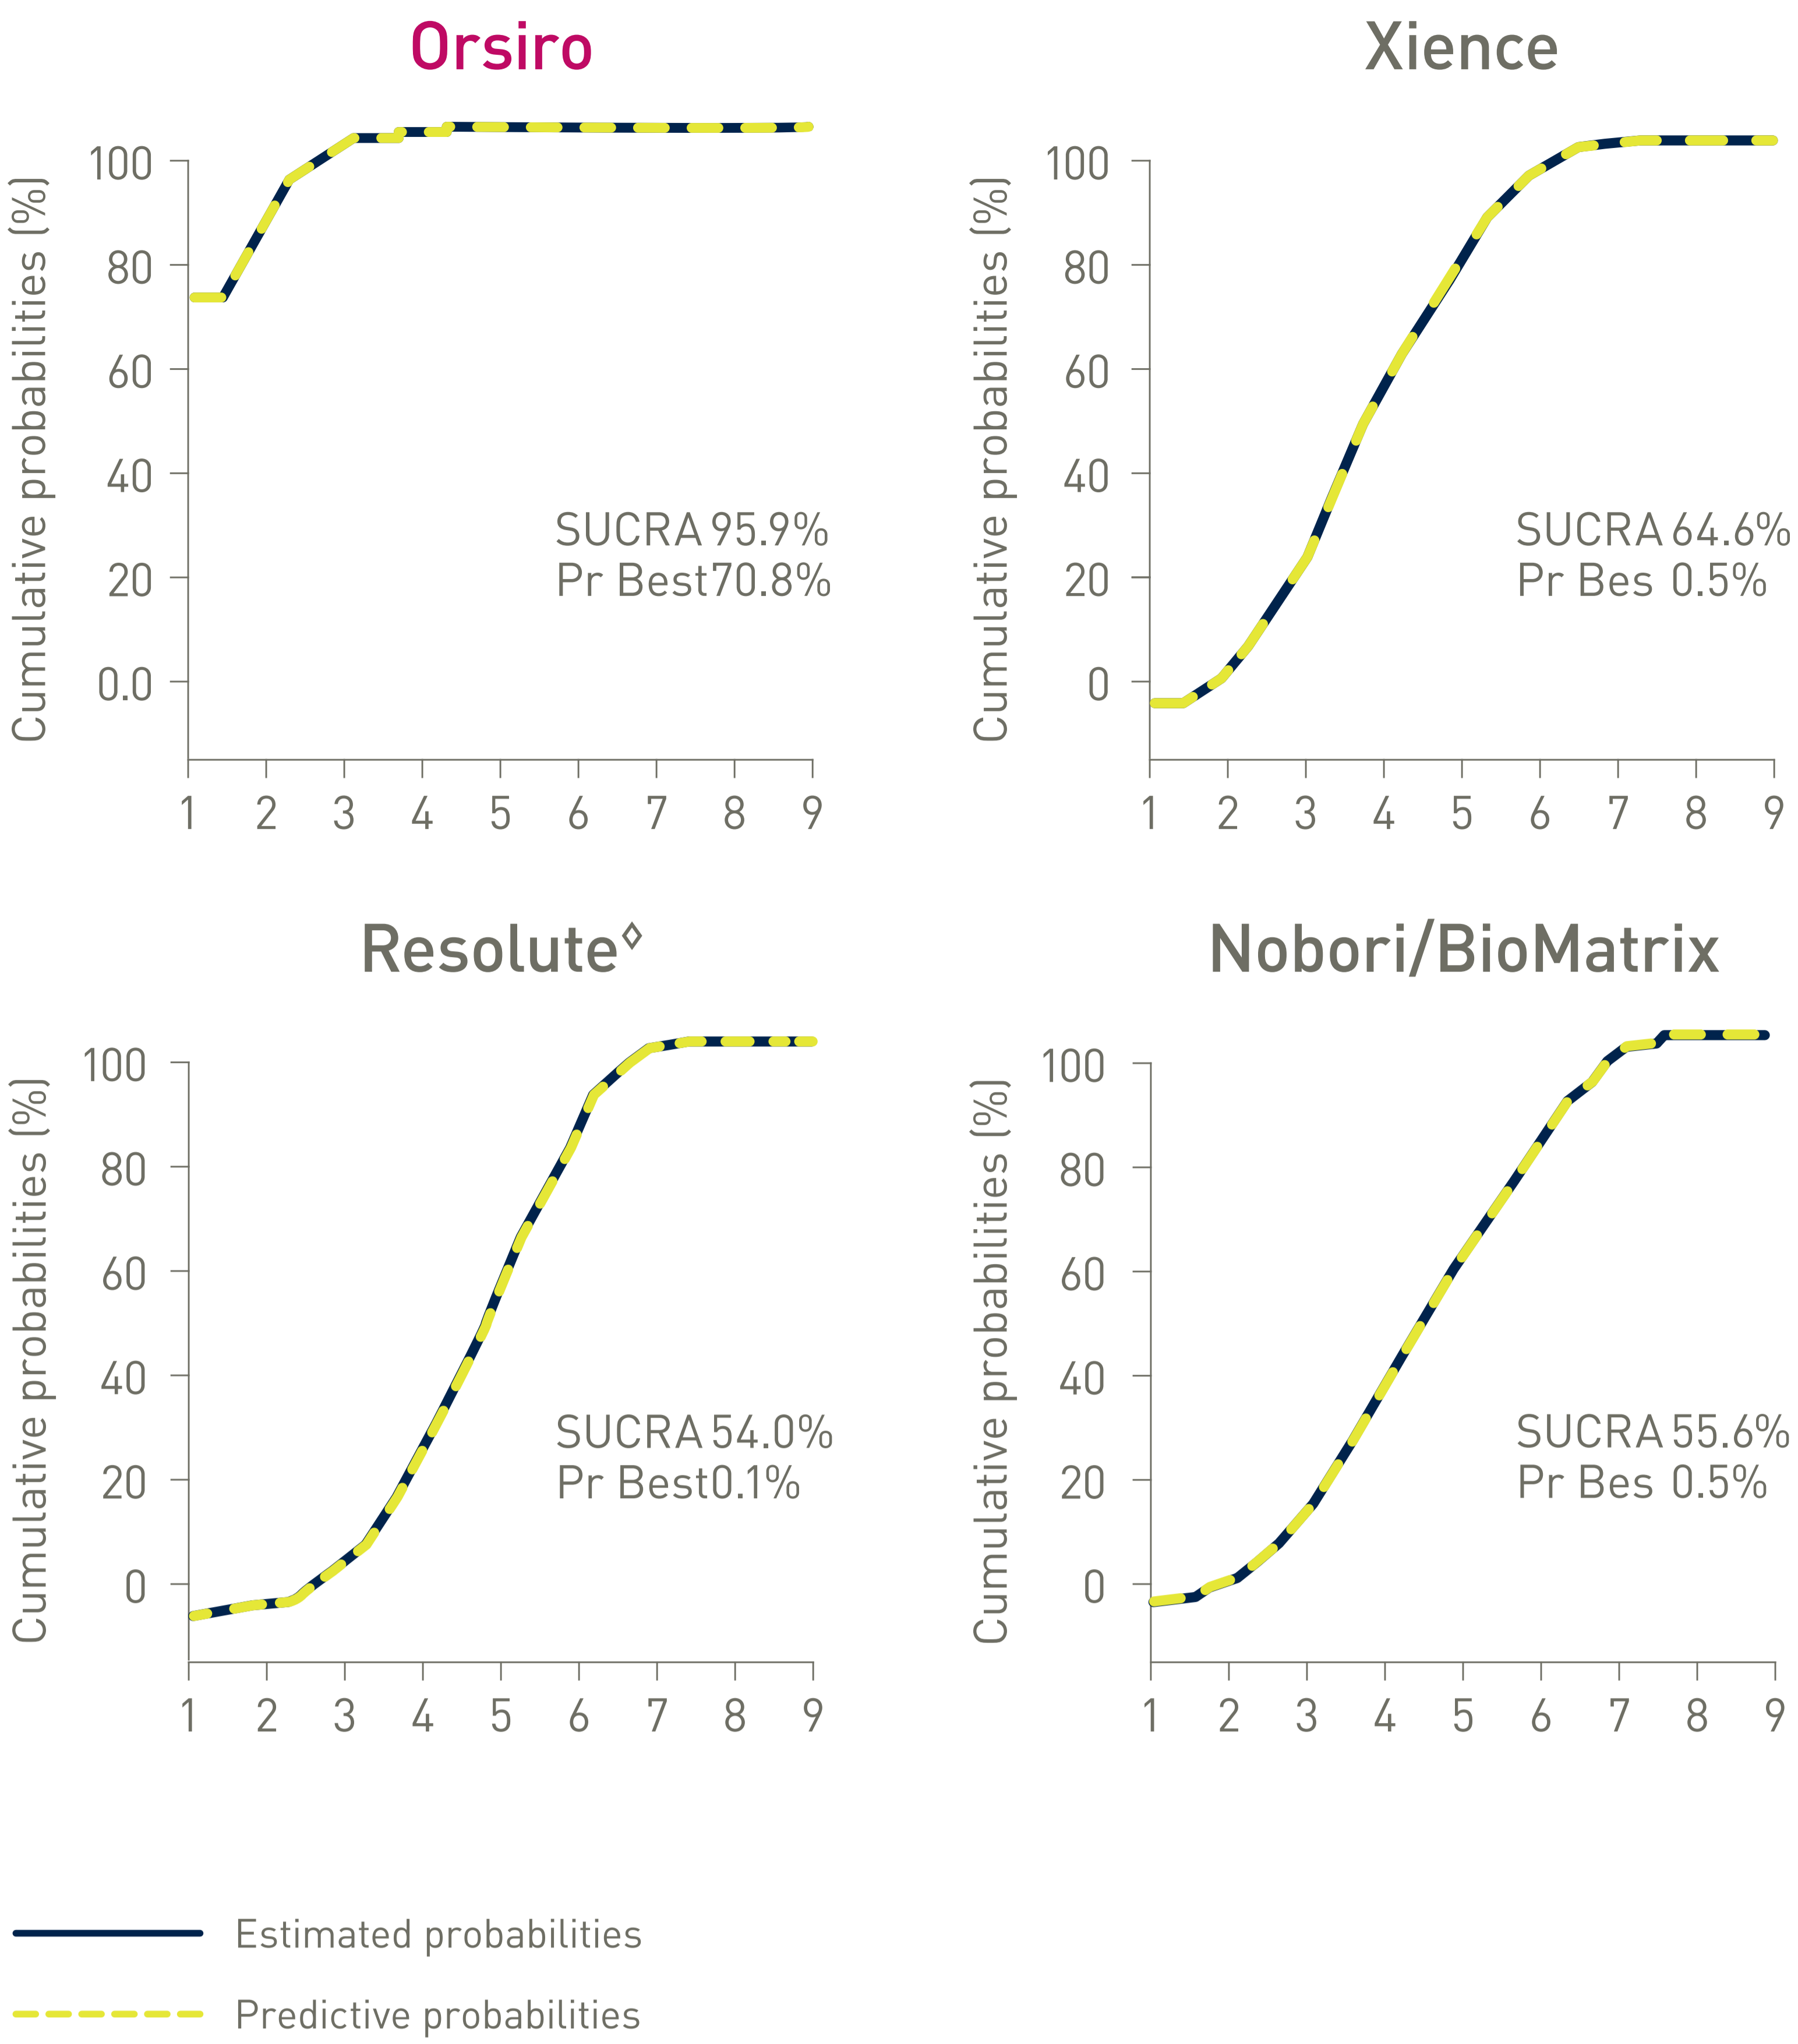 Orsiro
Cumulative probabilities (%)
100
80
60
40
20
0.0
SUCRA 95.9%
Pr Best 70.8%
1 2 3 4 5 6 7 8 9
Xience
Cumulative probabilities (%)
100
80
60
40
20
0
SUCRA 64.6%
Pr Bes 0.5%
1 2 3 4 5 6 7 8 9
Resolute◊
Cumulative probabilities (%)
100
80
60
40
20
0
SUCRA 54.0%
Pr Best 0.1%
1 2 3 4 5 6 7 8 9
Nobori/BioMatrix
Cumulative probabilities (%)
100
80
60
40
20
0
SUCRA 55.6%
Pr Bes 0.5%
1 2 3 4 5 6 7 8 9
Estimated probabilities
Predictive probabilities